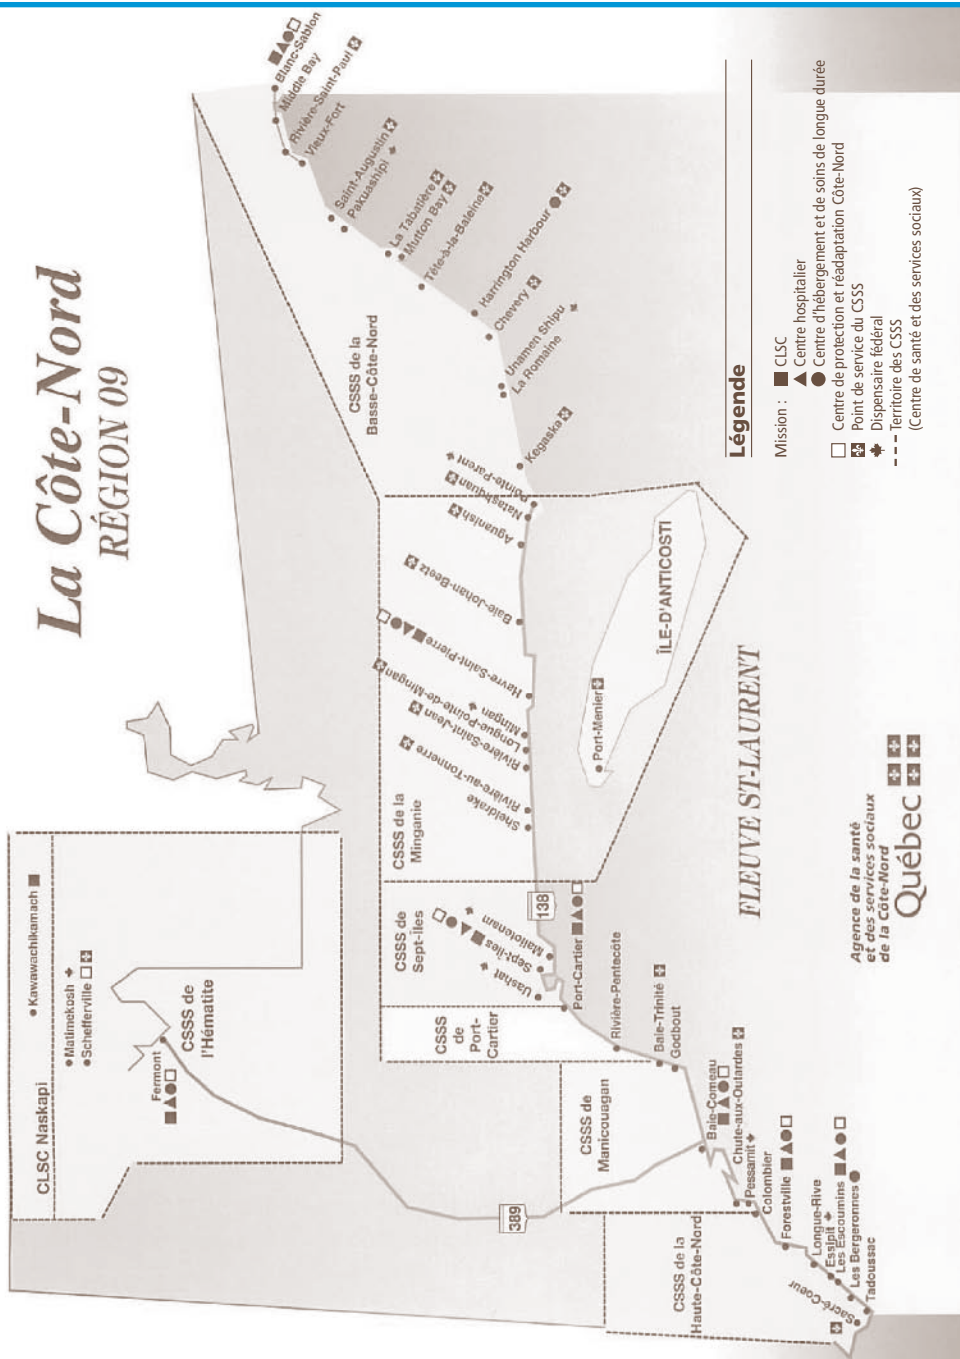 La Côte-Nord
RÉGION 09
CLSC Naskapi
Kawawachikamach
Matimekosh
Schefferville
Fermont
CSSS de
l'Hématite
389
138
CSSS de la
Haute-Côte-Nord
Sacré-Coeur
Tadoussac
Les Bergeronnes
Les Escoumins
Essipit
Longue-Rive
Forestville
Colombier
CSSS de
Manicouagan
Pessamit
Chute-aux-Outardes
Baie-Comeau
Godbout
Baie-Trinité
CSSS
de
Port-
Cartier
Rivière-Pentecôte
Port-Cartier
CSSS de
Sept-Îles
Uashat
Sept-Îles
Maliotenam
CSSS de la
Minganie
Sheldrake
Rivière-au-Tonnerre
Rivière-Saint-Jean
Longue-Pointe-de-Mingan
Mingan
Havre-Saint-Pierre
Baie-Johan-Beetz
Aguanish
Natashquan
Pointe-Parent
Port-Menier
ÎLE-D'ANTICOSTI
CSSS de la
Basse-Côte-Nord
Kegaska
La Romaine
Unamen Shipu
Chevery
Harrington Harbour
Tête-à-la-Baleine
Mutton Bay
La Tabatière
Pakuashipi
Saint-Augustin
Vieux-Fort
Rivière-Saint-Paul
Middle Bay
Blanc-Sablon
FLEUVE ST-LAURENT
Légende
Mission : CLSC
Centre hospitalier
Centre d'hébergement et de soins de longue durée
Centre de protection et réadaptation Côte-Nord
Point de service du CSSS
Dispensaire fédéral
Territoire des CSSS
(Centre de santé et des services sociaux)
Agence de la santé
et des services sociaux
de la Côte-Nord
Québec